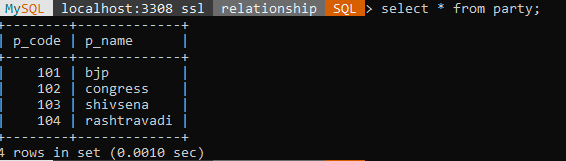 MySQL localhost:3308 ssl relationship SQL > select * from party;
+--------+-------------+
| p_code | p_name      |
+--------+-------------+
|    101 | bjp         |
|    102 | congress    |
|    103 | shivsena    |
|    104 | rashtravadi |
+--------+-------------+
4 rows in set (0.0010 sec)